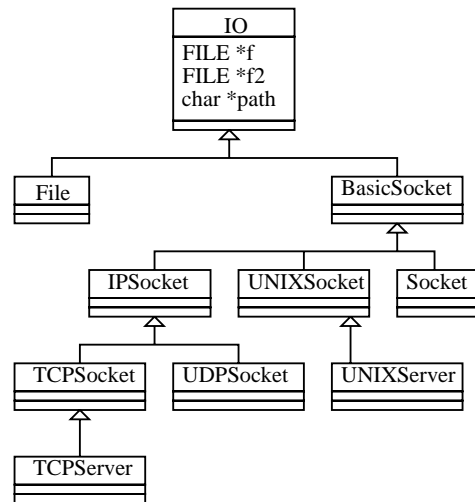 IO
FILE *f
FILE *f2
char *path
File
BasicSocket
IPSocket
UNIXSocket
Socket
TCPSocket
UDPSocket
UNIXServer
TCPServer